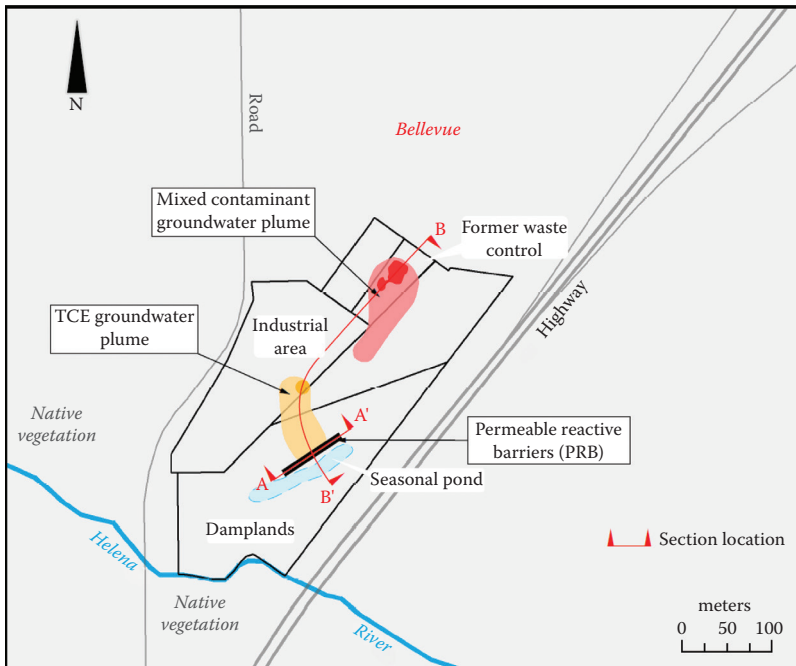 N
Road
Bellevue
Mixed contaminant
groundwater plume
B
Former waste
control
TCE groundwater
plume
Industrial
area
Highway
Native
vegetation
A'
Permeable reactive
barriers (PRB)
A
B'
Seasonal pond
Damplands
Helena
Section location
Native
vegetation
River
meters
0 50 100